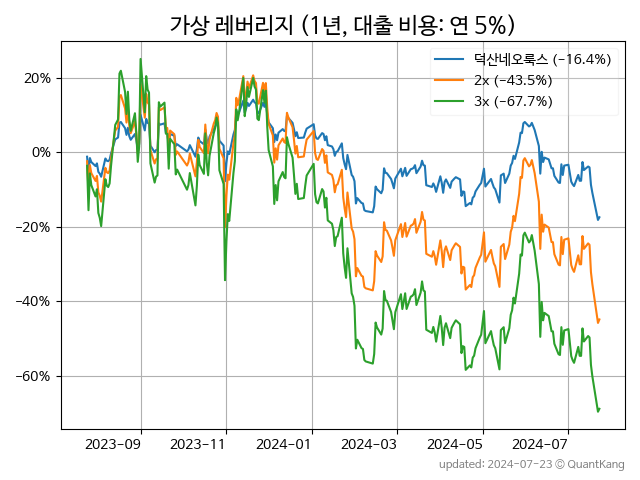 가상 레버리지 (1년, 대출 비용: 연 5%)
덕산네오룩스 (−16.4%)
2x (−43.5%)
3x (−67.7%)
20%
0%
−20%
−40%
−60%
2023-09
2023-11
2024-01
2024-03
2024-05
2024-07
updated: 2024-07-23 © QuantKang